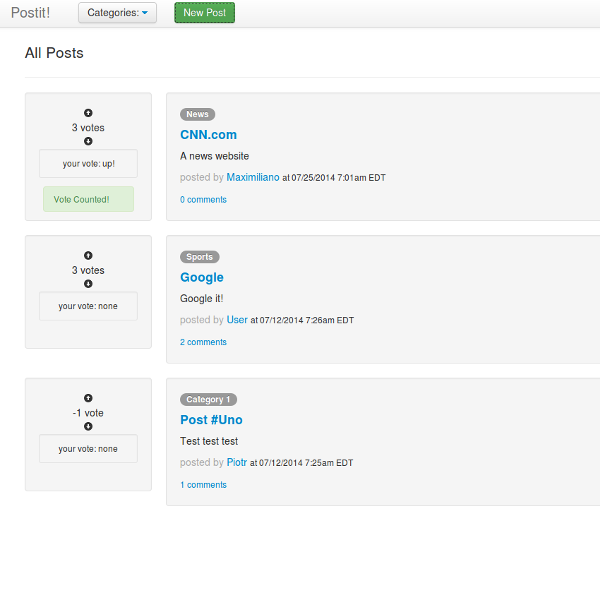 Postit!
Categories:
New Post
All Posts
3 votes
your vote: up!
Vote Counted!
News
CNN.com
A news website
posted by Maximiliano at 07/25/2014 7:01am EDT
0 comments
3 votes
your vote: none
Sports
Google
Google it!
posted by User at 07/12/2014 7:26am EDT
2 comments
-1 vote
your vote: none
Category 1
Post #Uno
Test test test
posted by Piotr at 07/12/2014 7:25am EDT
1 comments